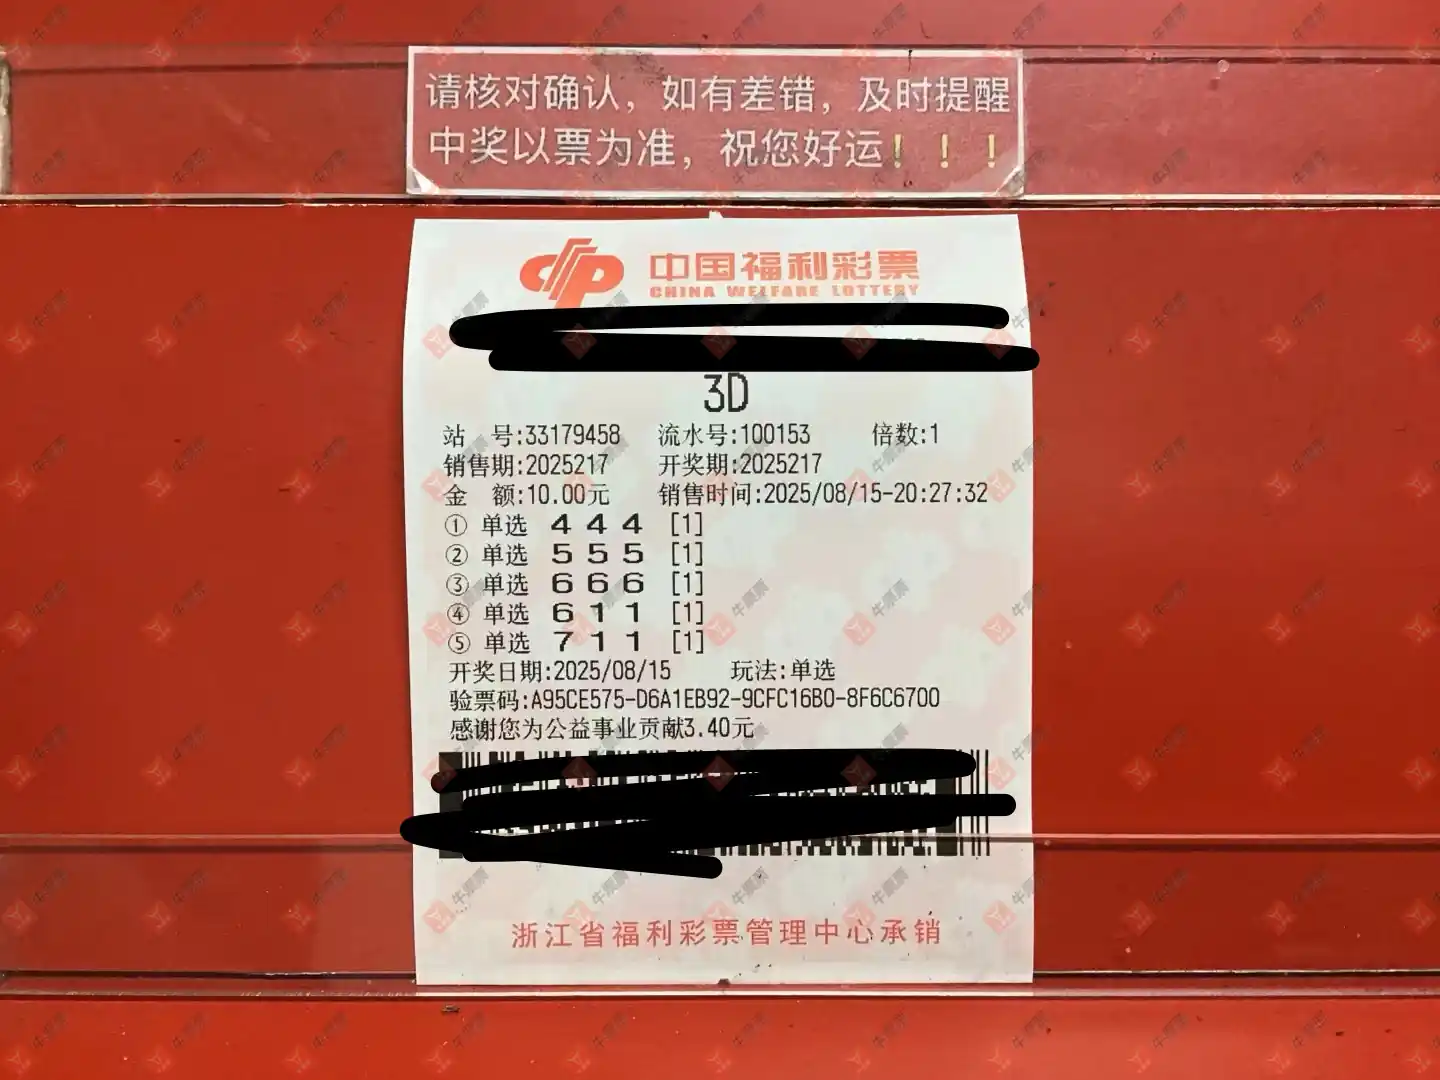 请核对确认，如有差错，及时提醒
中奖以票为准，祝您好运！！！
中国福利彩票
CHINA WELFARE LOTTERY
3D
站 号:33179458 流水号:100153 倍数:1
销售期:2025217 开奖期:2025217
金 额:10.00元 销售时间:2025/08/15-20:27:32
① 单选 4 4 4 [1]
② 单选 5 5 5 [1]
③ 单选 6 6 6 [1]
④ 单选 6 1 1 [1]
⑤ 单选 7 1 1 [1]
开奖日期:2025/08/15 玩法:单选
验票码:A95CE575-D6A1EB92-9CFC16B0-8F6C6700
感谢您为公益事业贡献3.40元
浙江省福利彩票管理中心承销